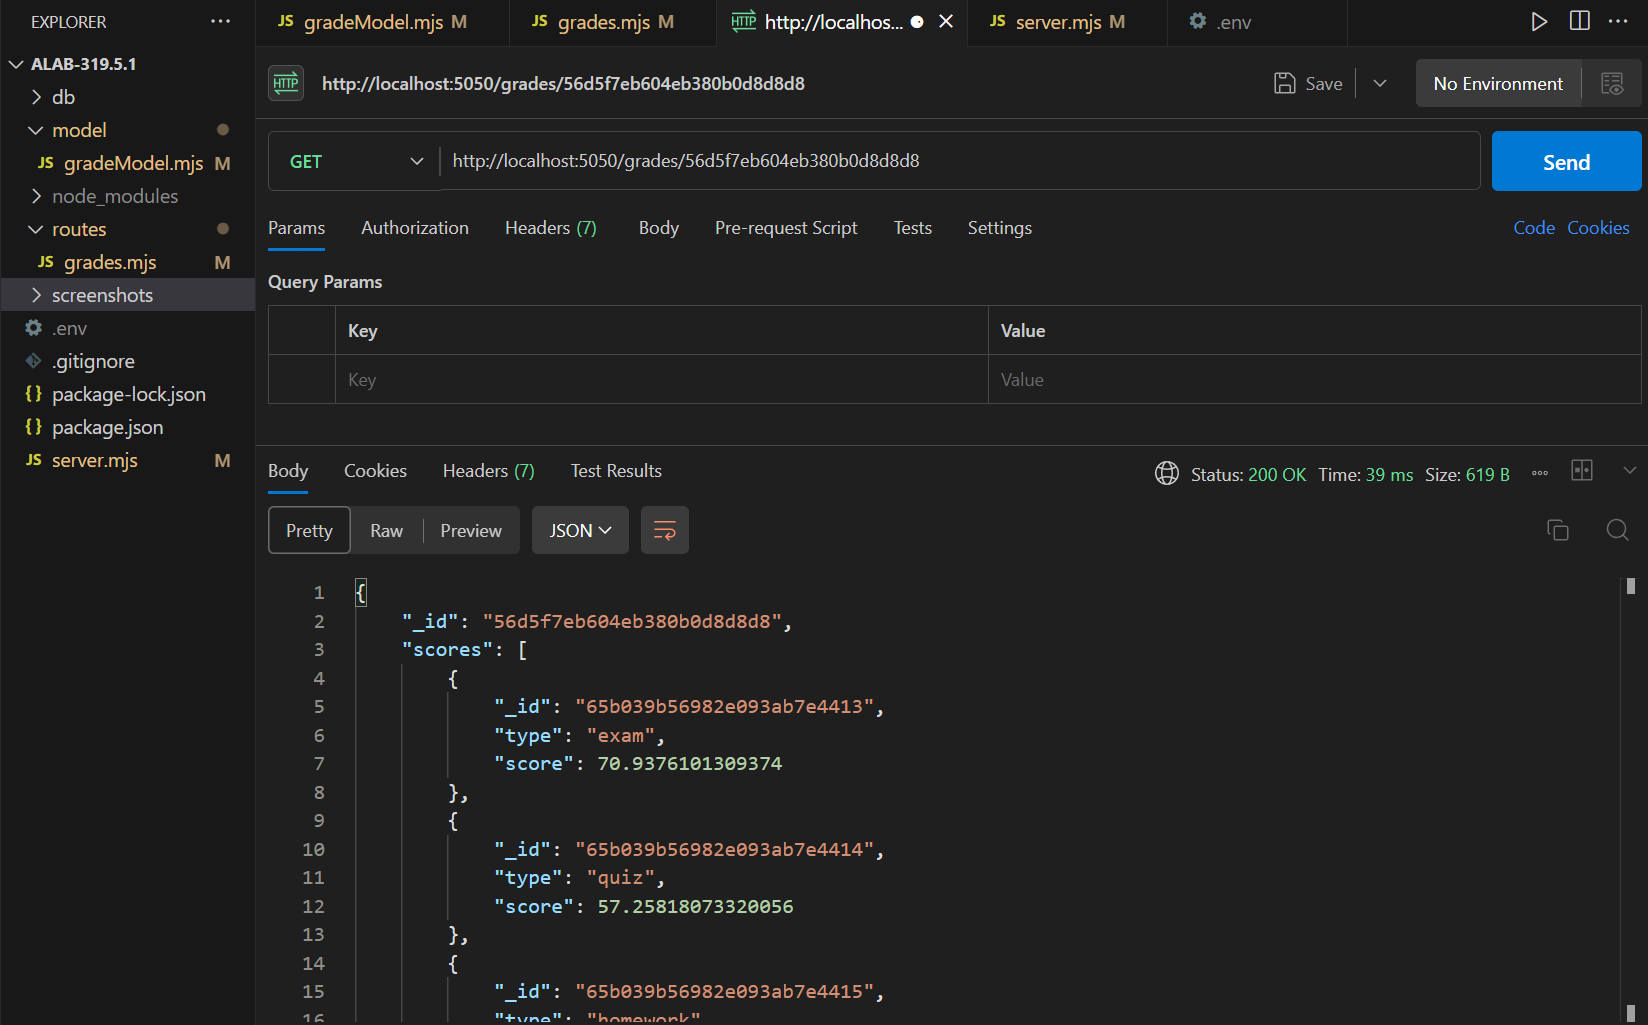 EXPLORER
ALAB-319.5.1
db
model
JS gradeModel.mjs M
node_modules
routes
JS grades.mjs M
screenshots
.env
.gitignore
{} package-lock.json
{} package.json
JS server.mjs M
JS gradeModel.mjs M JS grades.mjs M HTTP http://localhos... JS server.mjs M .env
HTTP http://localhost:5050/grades/56d5f7eb604eb380b0d8d8d8 Save No Environment
GET http://localhost:5050/grades/56d5f7eb604eb380b0d8d8d8 Send
Params Authorization Headers (7) Body Pre-request Script Tests Settings Code Cookies
Query Params
Key Value
Key Value
Body Cookies Headers (7) Test Results Status: 200 OK Time: 39 ms Size: 619 B
Pretty Raw Preview JSON
1 {
2 "_id": "56d5f7eb604eb380b0d8d8d8",
3 "scores": [
4 {
5 "_id": "65b039b56982e093ab7e4413",
6 "type": "exam",
7 "score": 70.9376101309374
8 },
9 {
10 "_id": "65b039b56982e093ab7e4414",
11 "type": "quiz",
12 "score": 57.25818073320056
13 },
14 {
15 "_id": "65b039b56982e093ab7e4415",
16 "type": "homework"